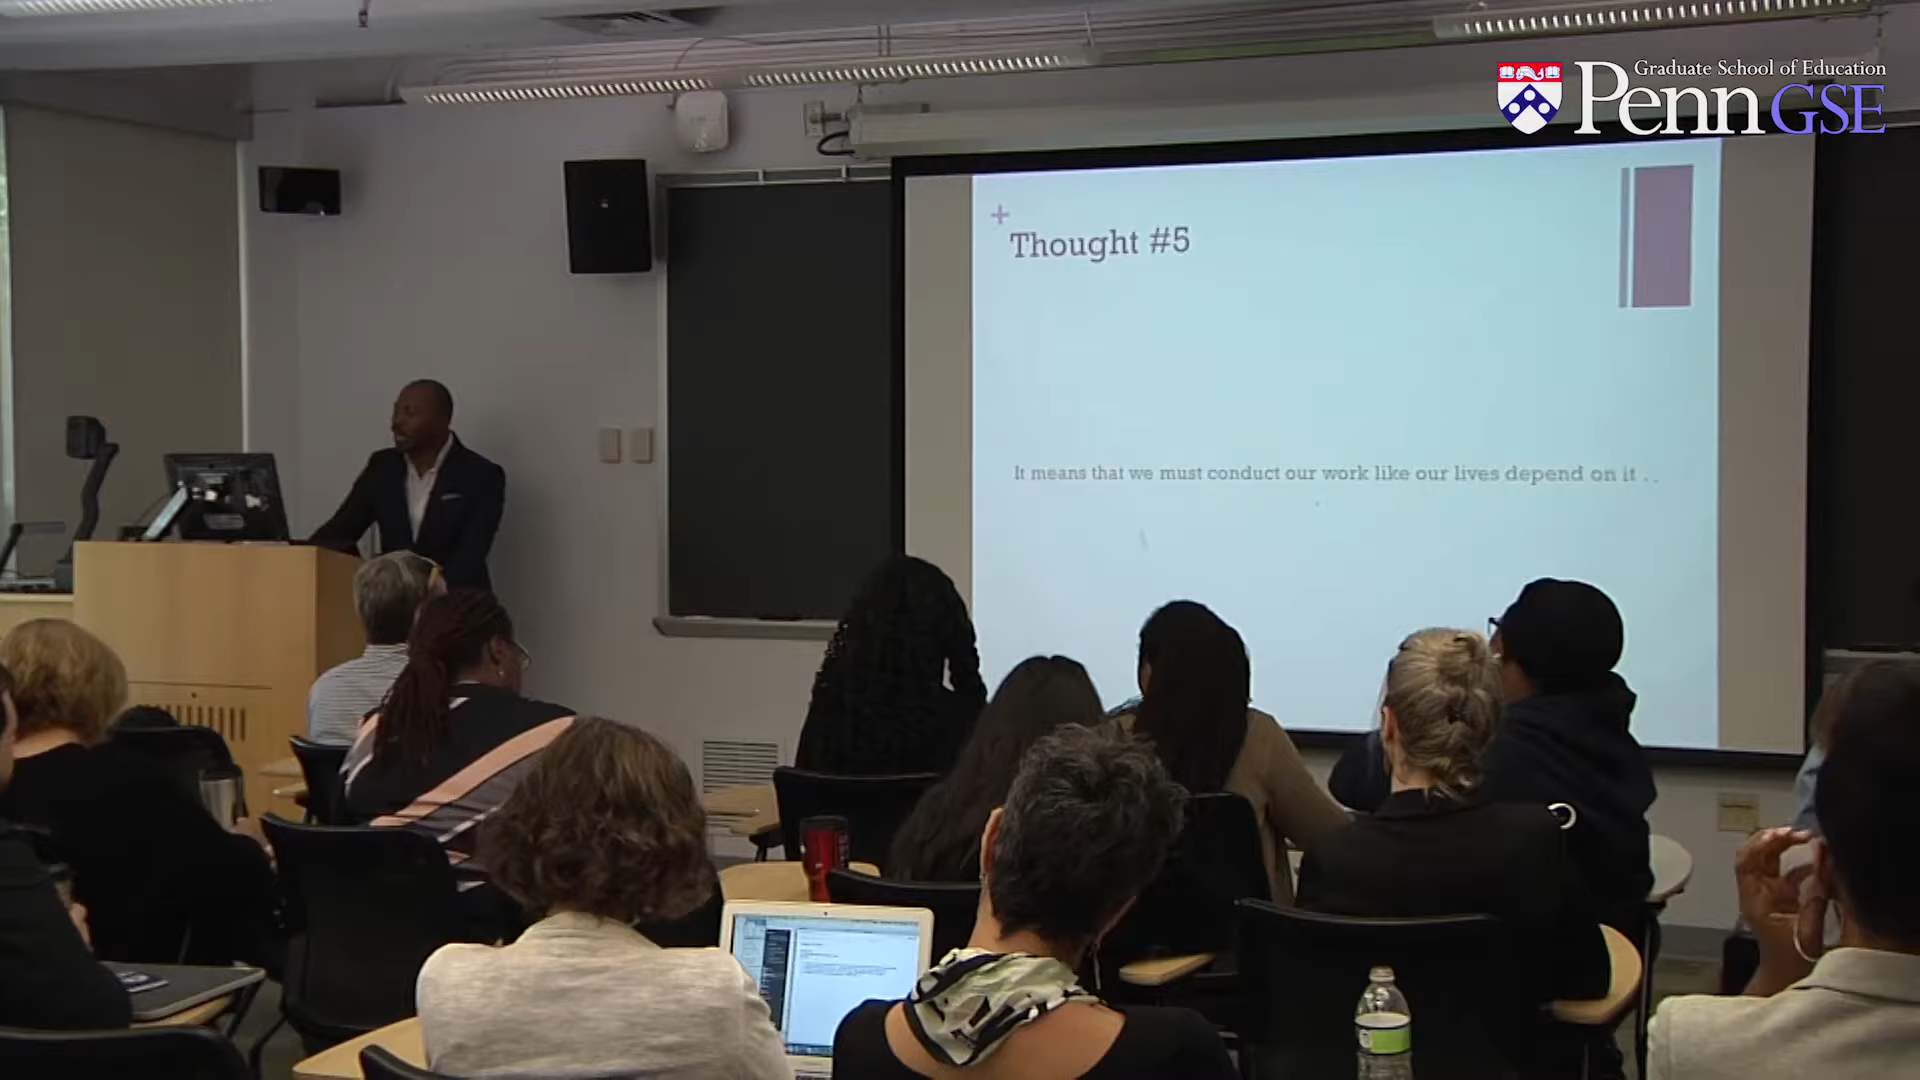 Graduate School of Education
Penn GSE
+
Thought #5
It means that we must conduct our work like our lives depend on it . .